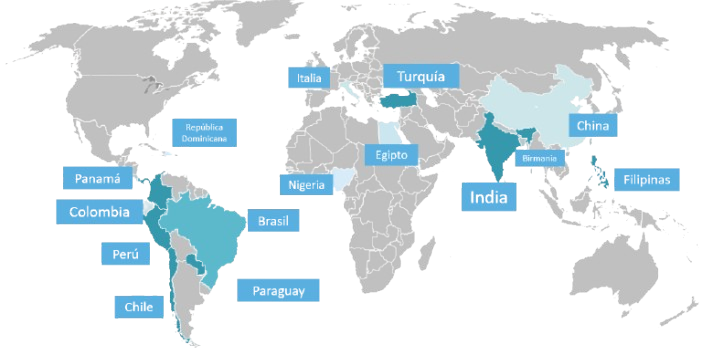 Italia
Turquía
República
Dominicana
China
Egipto
Birmania
Panamá
Nigeria
Filipinas
India
Colombia
Brasil
Perú
Paraguay
Chile